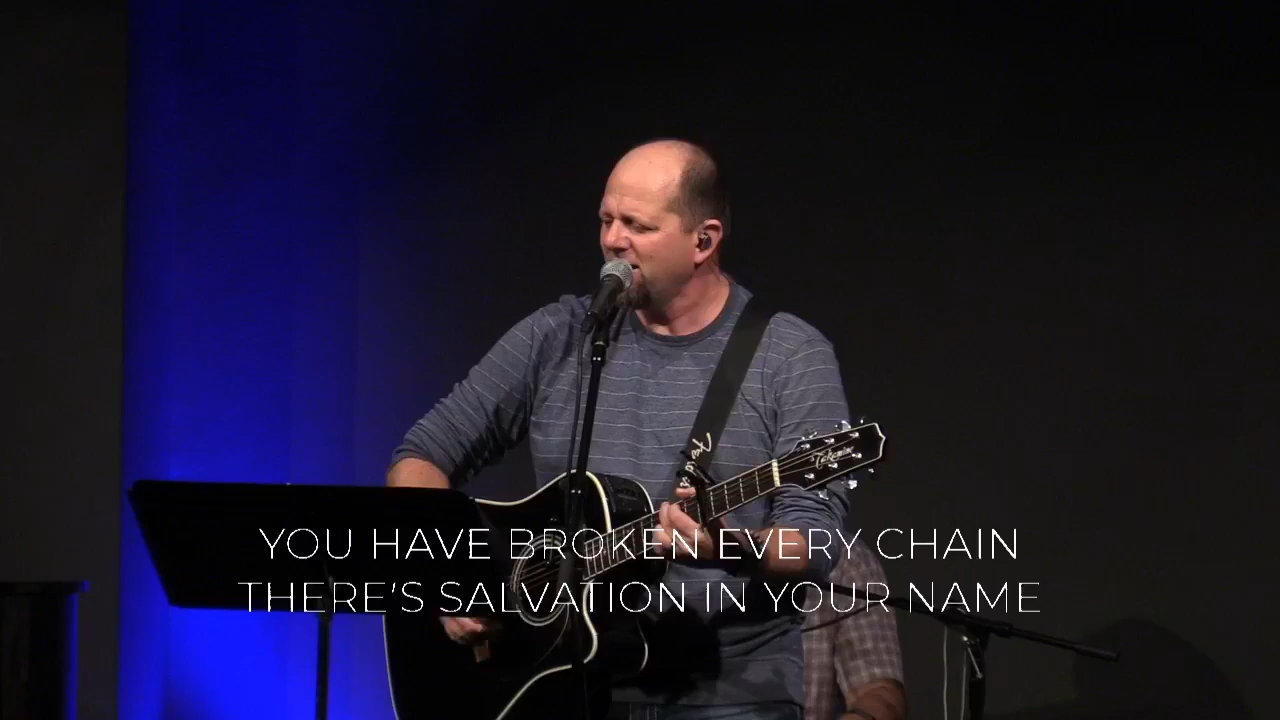 Takamine
YOU HAVE BROKEN EVERY CHAIN
THERE'S SALVATION IN YOUR NAME